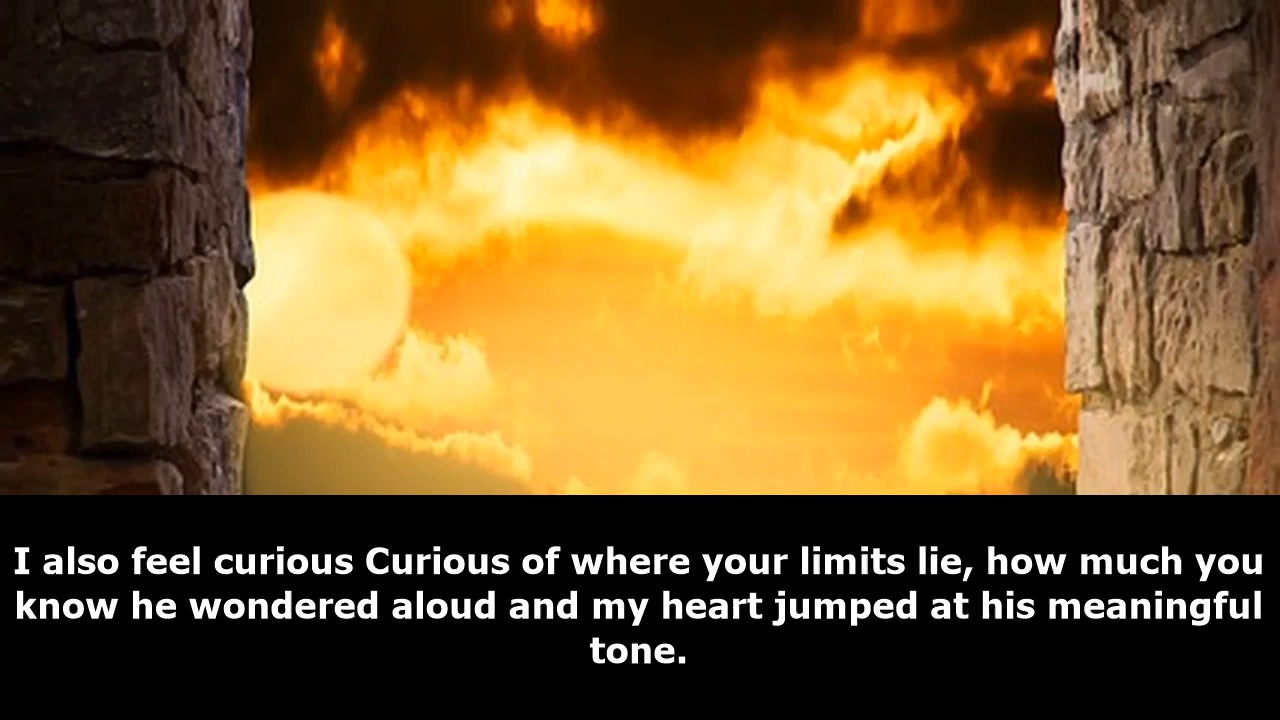 I also feel curious Curious of where your limits lie, how much you
know he wondered aloud and my heart jumped at his meaningful
tone.